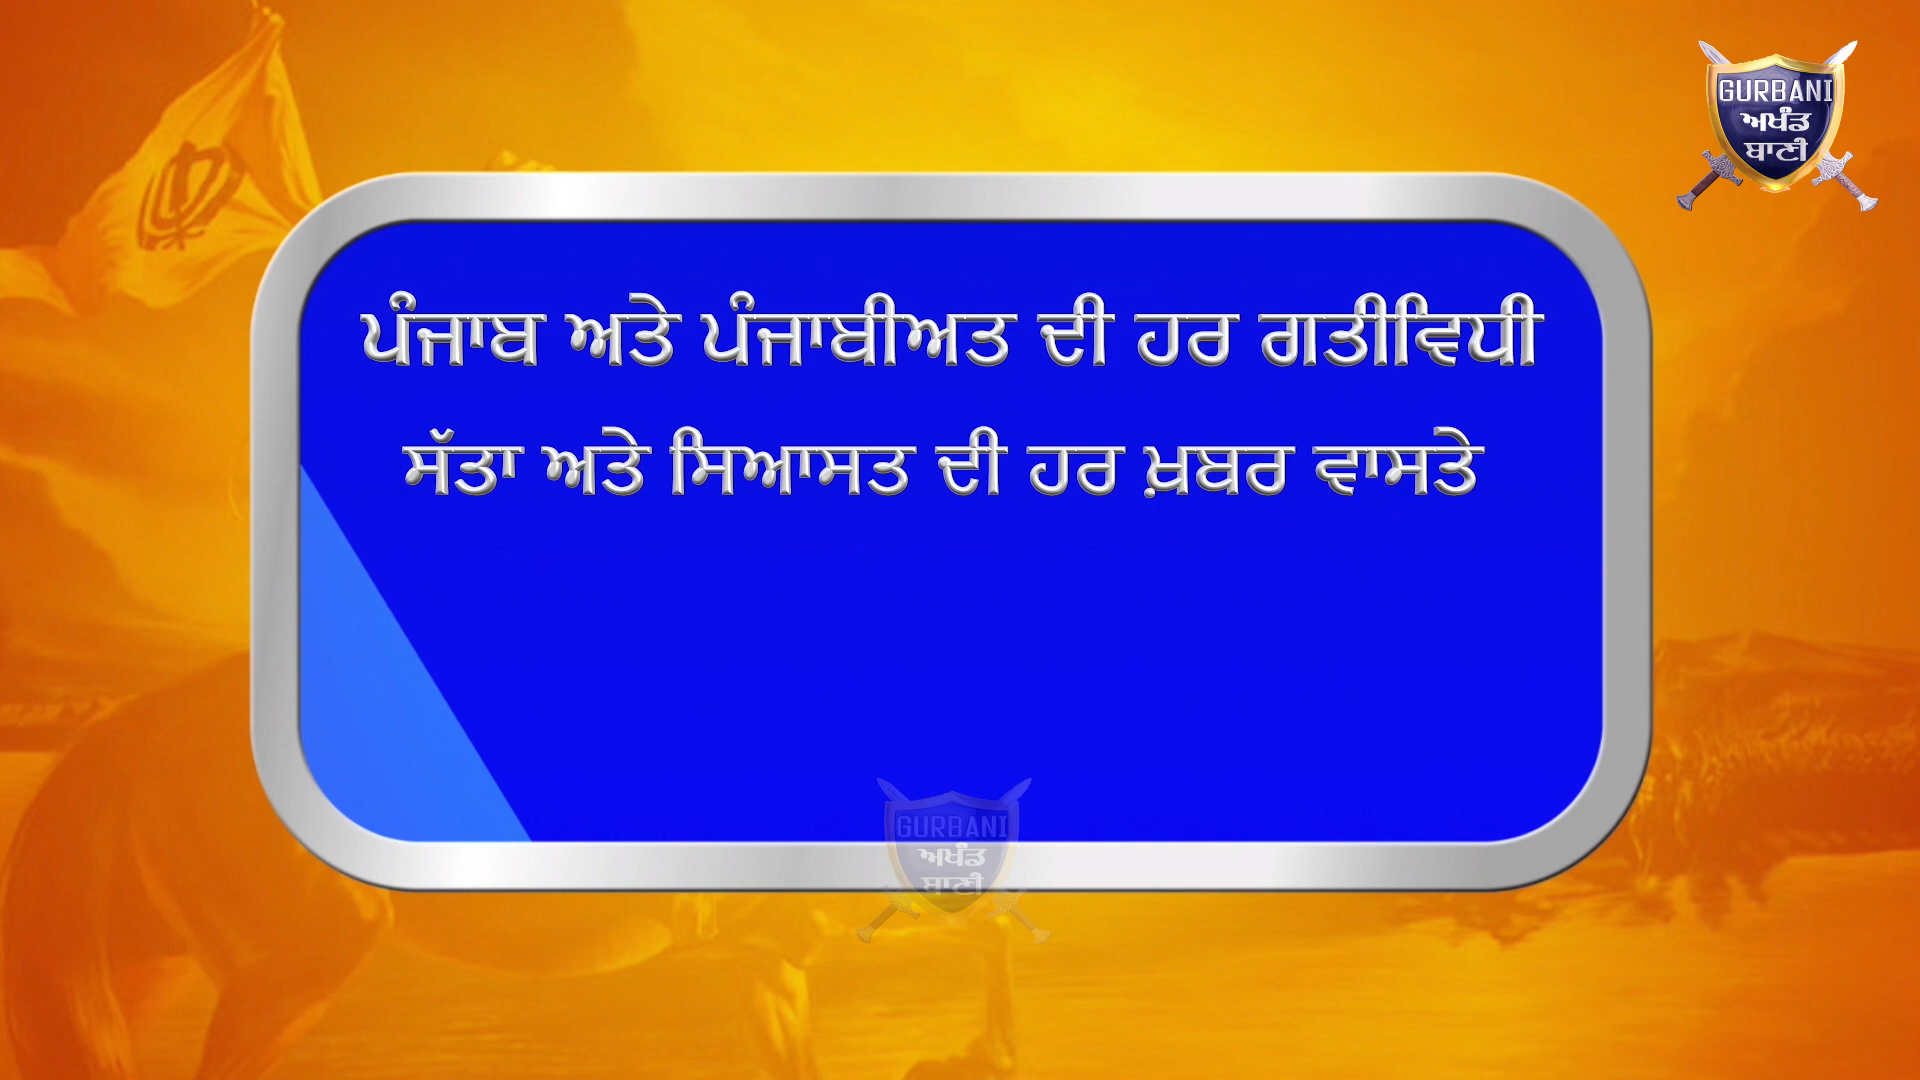 GURBANI
ਅਖੰਡ
ਬਾਣੀ
ਪੰਜਾਬ ਅਤੇ ਪੰਜਾਬੀਅਤ ਦੀ ਹਰ ਗਤੀਵਿਧੀ
ਸੱਤਾ ਅਤੇ ਸਿਆਸਤ ਦੀ ਹਰ ਖ਼ਬਰ ਵਾਸਤੇ
GURBANI
ਅਖੰਡ
ਬਾਣੀ